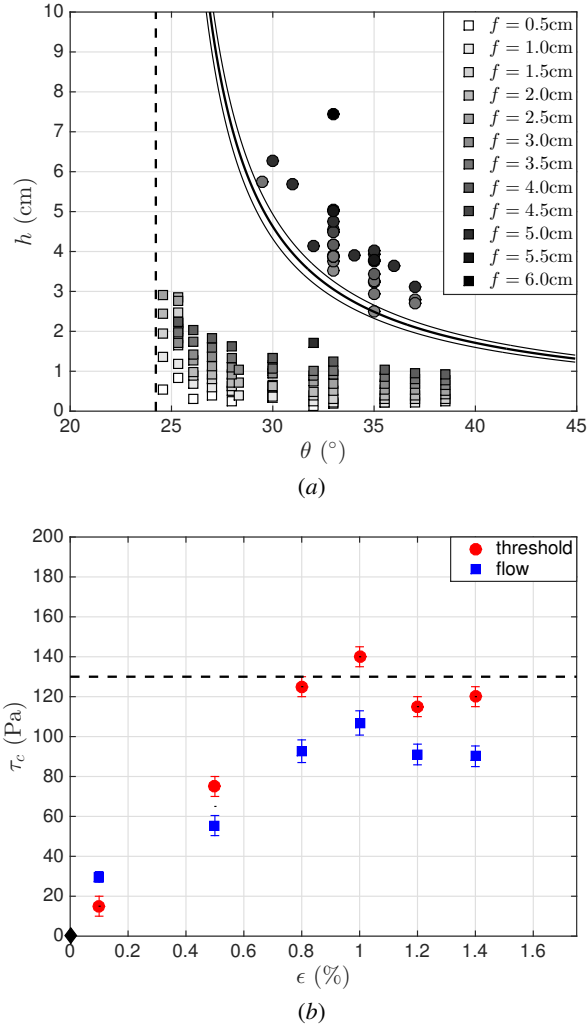 10
9
8
7
6
5
4
3
2
1
0
h (cm)
20 25 30 35 40 45
θ (°)
f = 0.5cm
f = 1.0cm
f = 1.5cm
f = 2.0cm
f = 2.5cm
f = 3.0cm
f = 3.5cm
f = 4.0cm
f = 4.5cm
f = 5.0cm
f = 5.5cm
f = 6.0cm
(a)
200
180
160
140
120
100
80
60
40
20
0
τc (Pa)
0 0.2 0.4 0.6 0.8 1.0 1.2 1.4 1.6
ϵ (%)
threshold
flow
(b)